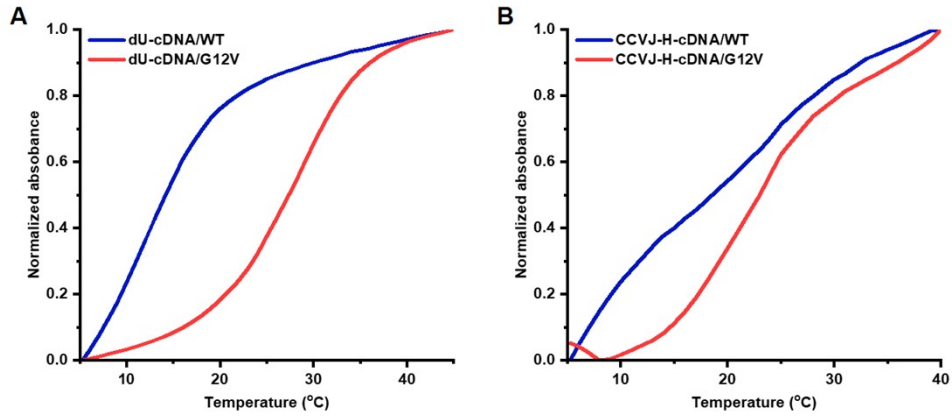 A
dU-cDNA/WT
dU-cDNA/G12V
1.0
0.8
0.6
0.4
0.2
0.0
Normalized absobance
10 20 30 40
Temperature (oC)
B
CCVJ-H-cDNA/WT
CCVJ-H-cDNA/G12V
1.0
0.8
0.6
0.4
0.2
0.0
Normalized absobance
10 20 30 40
Temperature (oC)